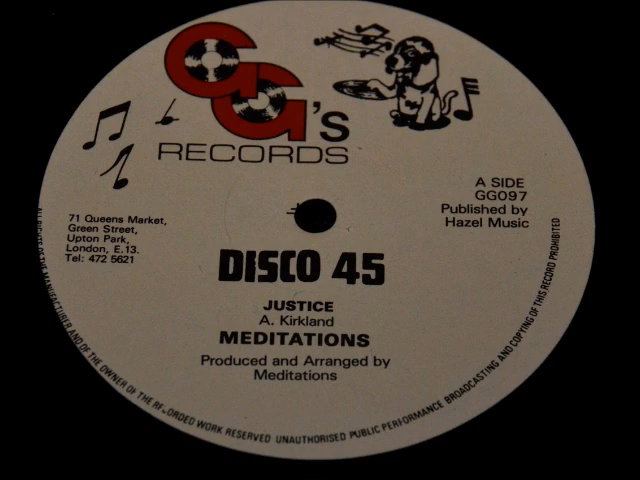 GG's
RECORDS
71 Queens Market,
Green Street,
Upton Park,
London, E.13.
Tel: 472 5621
A SIDE
GG097
Published by
Hazel Music
DISCO 45
JUSTICE
A. Kirkland
MEDITATIONS
Produced and Arranged by
Meditations
ALL RIGHTS OF THE MANUFACTURER AND OF THE OWNER OF THE RECORDED WORK RESERVED UNAUTHORISED PUBLIC PERFORMANCE BROADCASTING AND COPYING OF THIS RECORD PROHIBITED